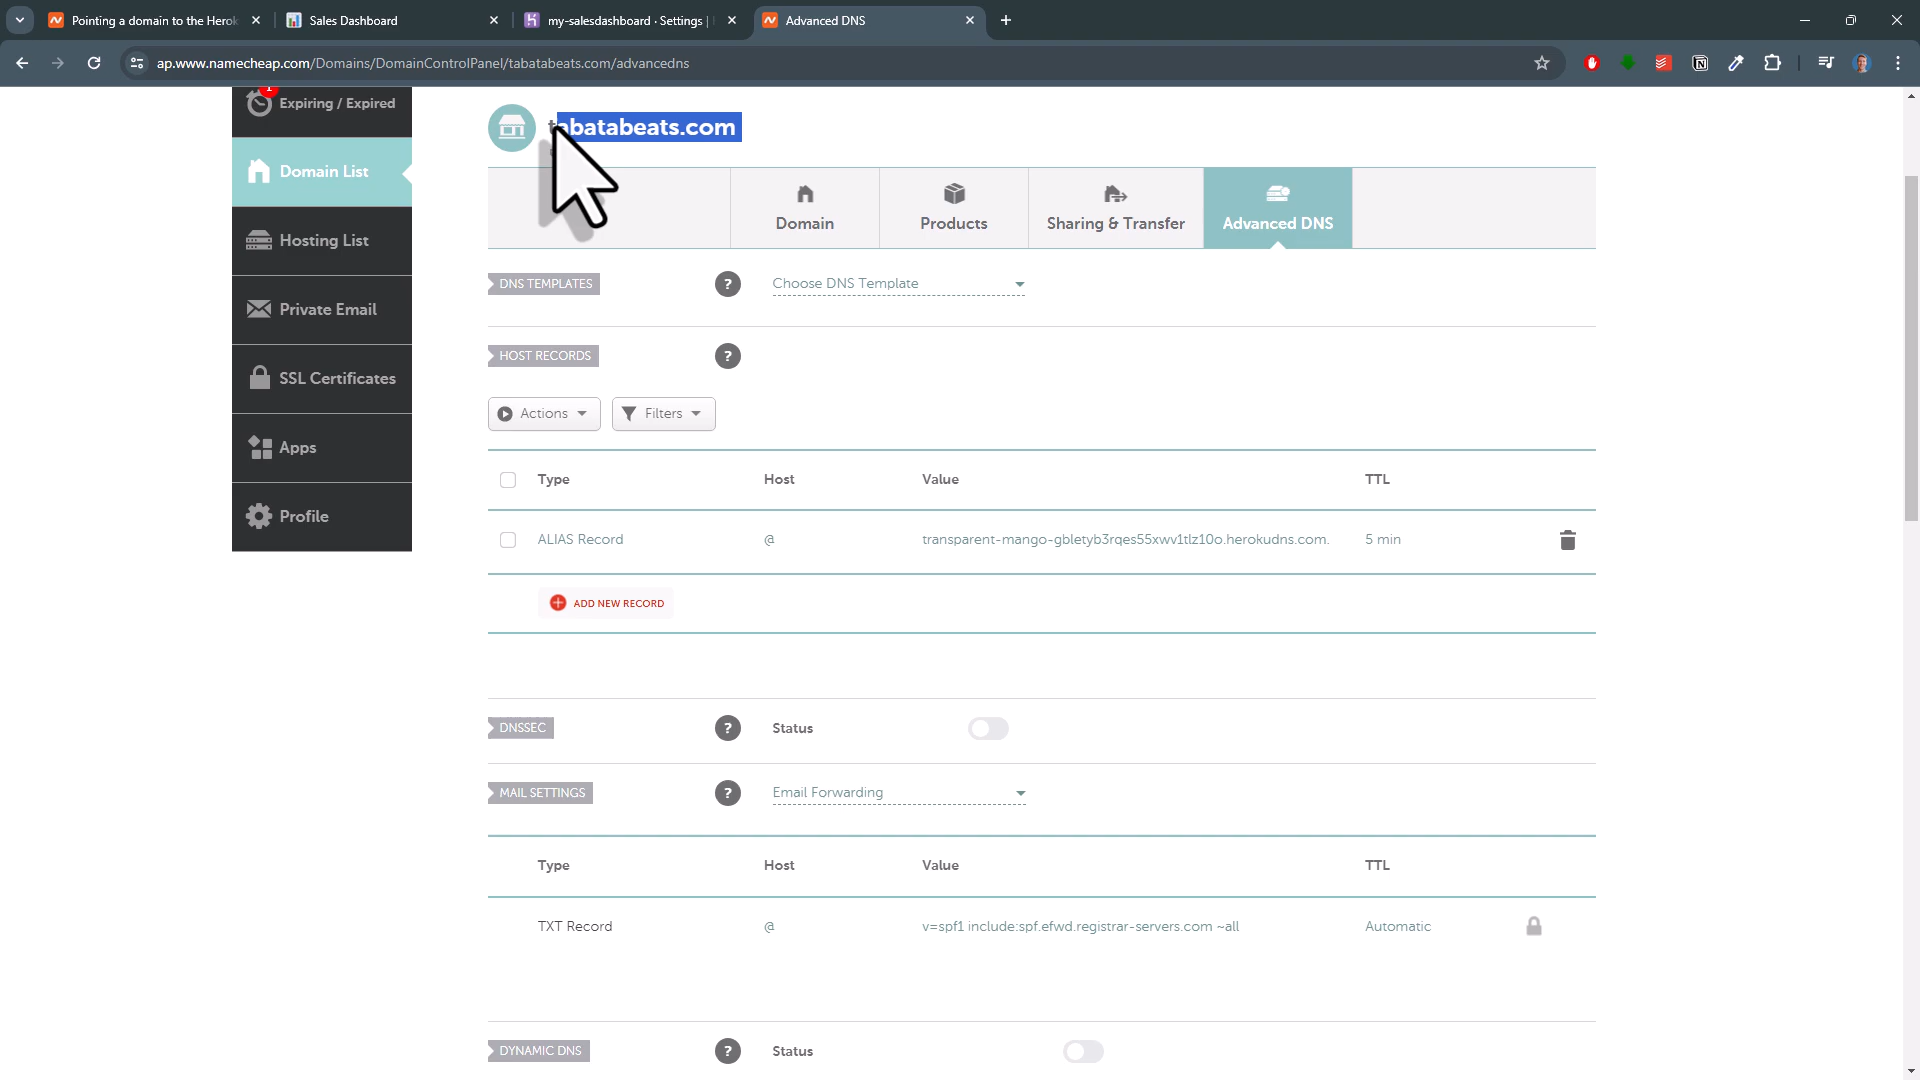 Pointing a domain to the Herok
Sales Dashboard
my-salesdashboard · Settings |
Advanced DNS
ap.www.namecheap.com/Domains/DomainControlPanel/tabatabeats.com/advancedns
1
Expiring / Expired
Domain List
Hosting List
Private Email
SSL Certificates
Apps
Profile
tabatabeats.com
Domain
Products
Sharing & Transfer
Advanced DNS
DNS TEMPLATES
?
Choose DNS Template
HOST RECORDS
?
Actions
Filters
Type Host Value TTL
ALIAS Record @ transparent-mango-gbletyb3rqes55xwv1tlz10o.herokudns.com. 5 min
ADD NEW RECORD
DNSSEC ? Status
MAIL SETTINGS ? Email Forwarding
Type Host Value TTL
TXT Record @ v=spf1 include:spf.efwd.registrar-servers.com ~all Automatic
DYNAMIC DNS ? Status